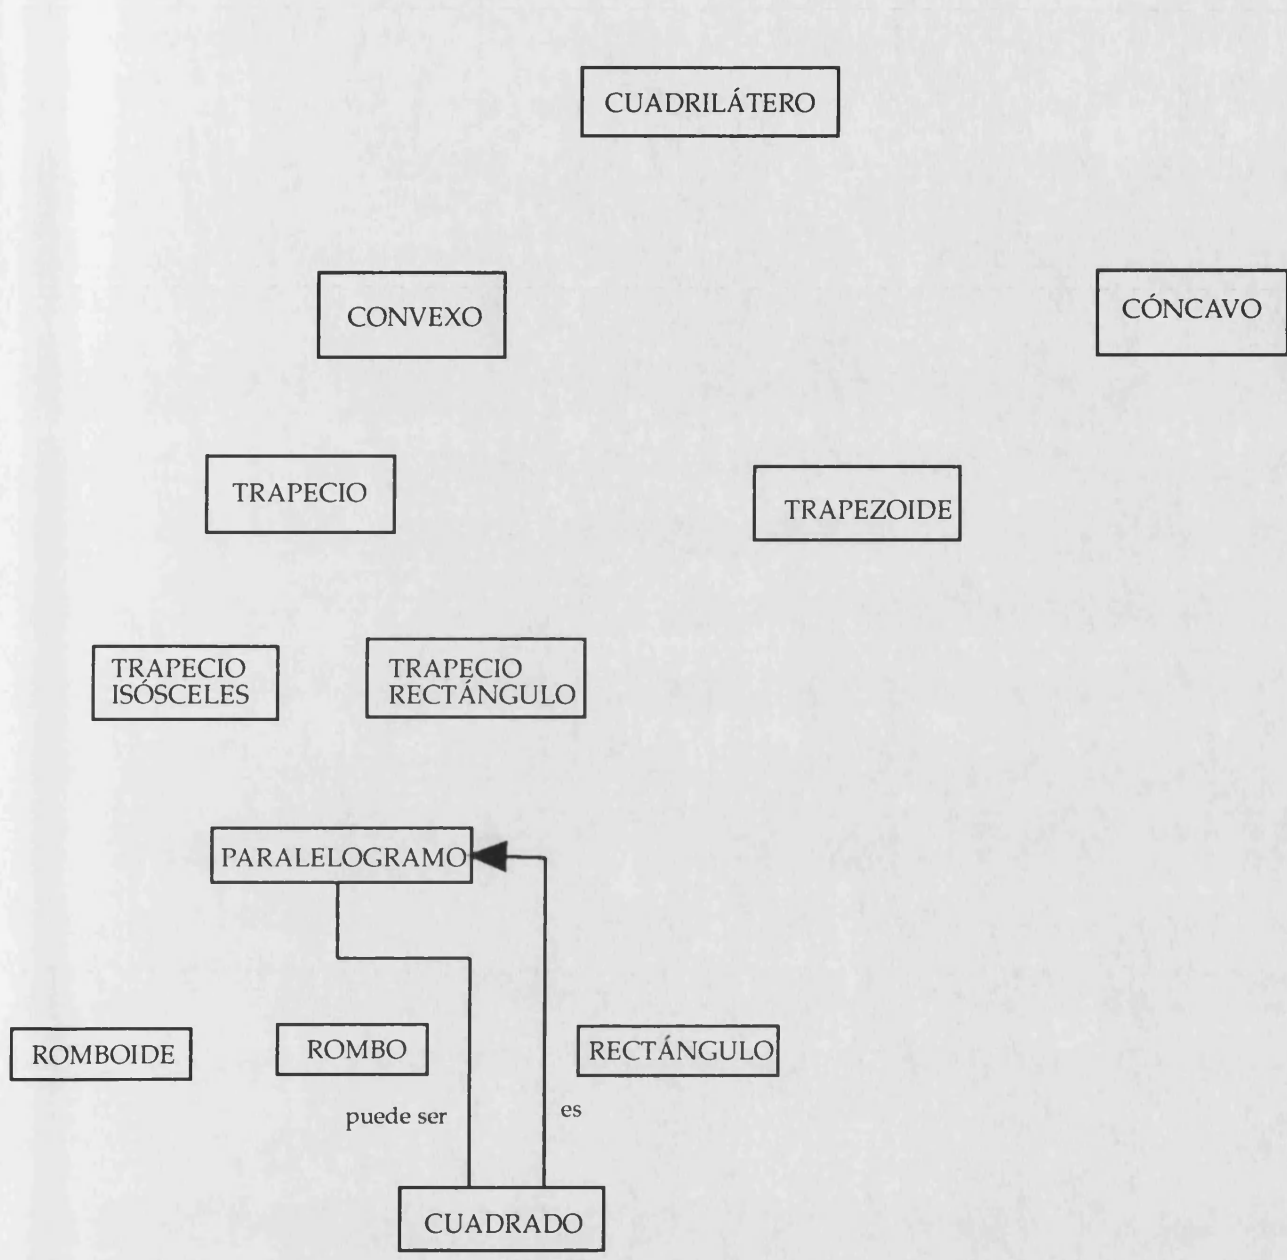 CUADRILÁTERO
CONVEXO
CÓNCAVO
TRAPECIO
TRAPEZOIDE
TRAPECIO
ISÓSCELES
TRAPECIO
RECTÁNGULO
PARALELOGRAMO
ROMBOIDE
ROMBO
RECTÁNGULO
puede ser
es
CUADRADO